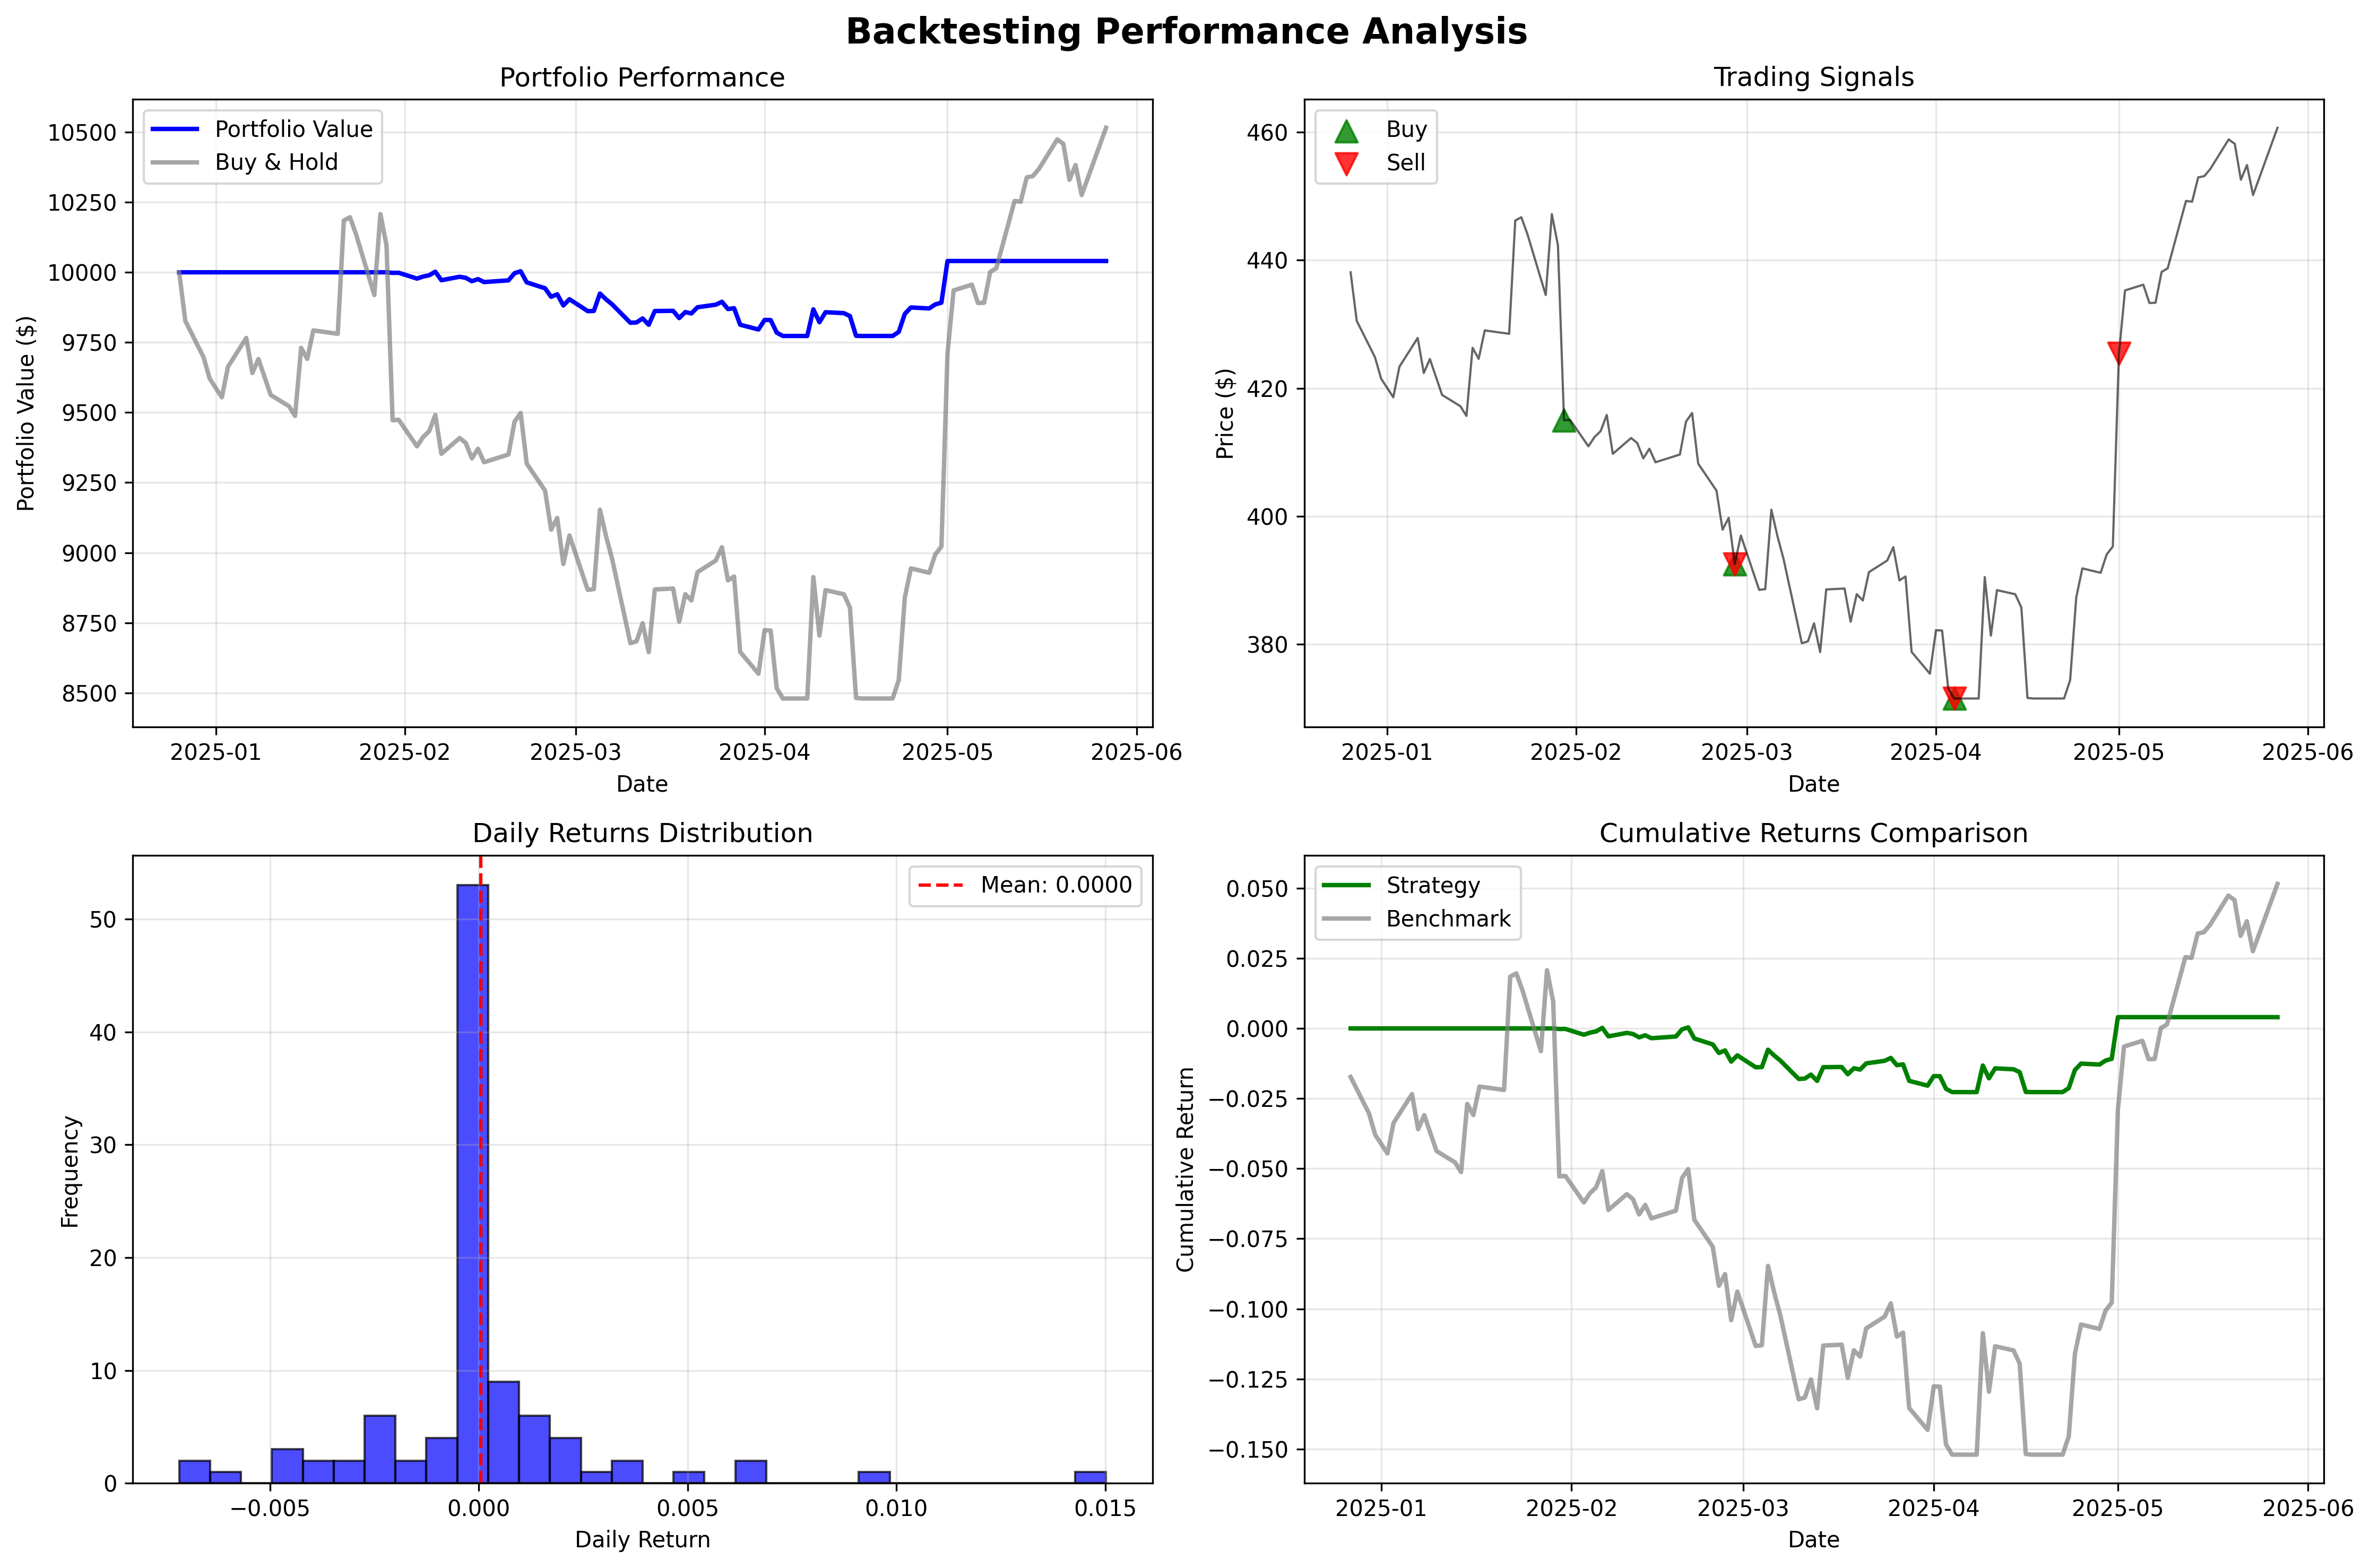 Backtesting Performance Analysis
Portfolio Performance
Portfolio Value
Buy & Hold
10500
10250
10000
9750
9500
9250
9000
8750
8500
Portfolio Value ($)
2025-01 2025-02 2025-03 2025-04 2025-05 2025-06
Date
Trading Signals
Buy
Sell
460
440
420
400
380
Price ($)
2025-01 2025-02 2025-03 2025-04 2025-05 2025-06
Date
Daily Returns Distribution
Mean: 0.0000
50
40
30
20
10
0
Frequency
−0.005 0.000 0.005 0.010 0.015
Daily Return
Cumulative Returns Comparison
Strategy
Benchmark
0.050
0.025
0.000
−0.025
−0.050
−0.075
−0.100
−0.125
−0.150
Cumulative Return
2025-01 2025-02 2025-03 2025-04 2025-05 2025-06
Date